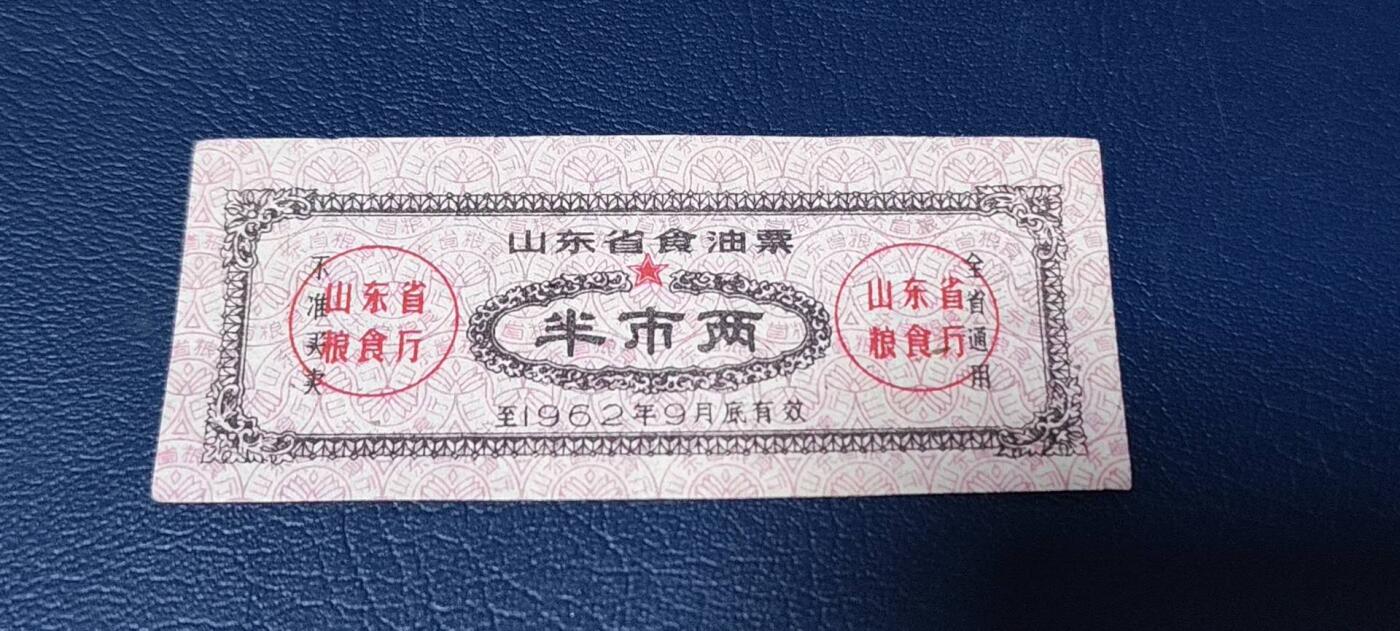 山东省食油票
不准买卖
山东省
粮食厅
半市两
山东省
粮食厅
全省通用
至1962年9月底有效